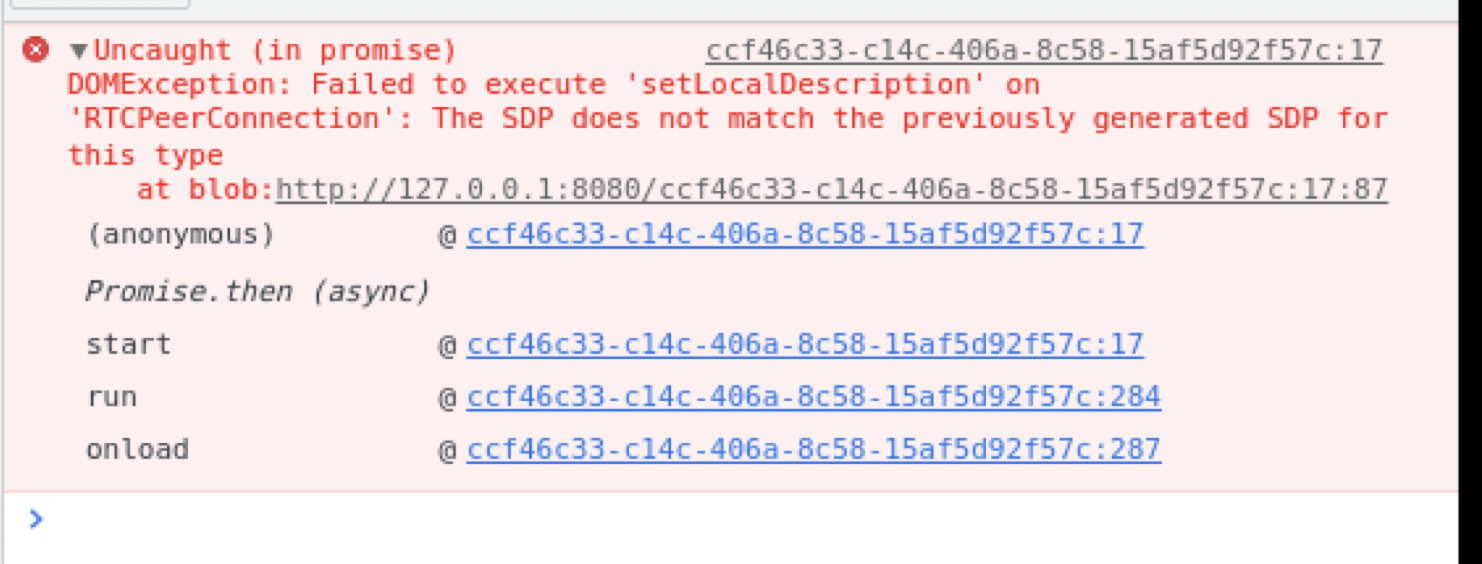 Uncaught (in promise) ccf46c33-c14c-406a-8c58-15af5d92f57c:17
DOMException: Failed to execute 'setLocalDescription' on
'RTCPeerConnection': The SDP does not match the previously generated SDP for
this type
at blob:http://127.0.0.1:8080/ccf46c33-c14c-406a-8c58-15af5d92f57c:17:87
(anonymous) @ ccf46c33-c14c-406a-8c58-15af5d92f57c:17
Promise.then (async)
start @ ccf46c33-c14c-406a-8c58-15af5d92f57c:17
run @ ccf46c33-c14c-406a-8c58-15af5d92f57c:284
onload @ ccf46c33-c14c-406a-8c58-15af5d92f57c:287